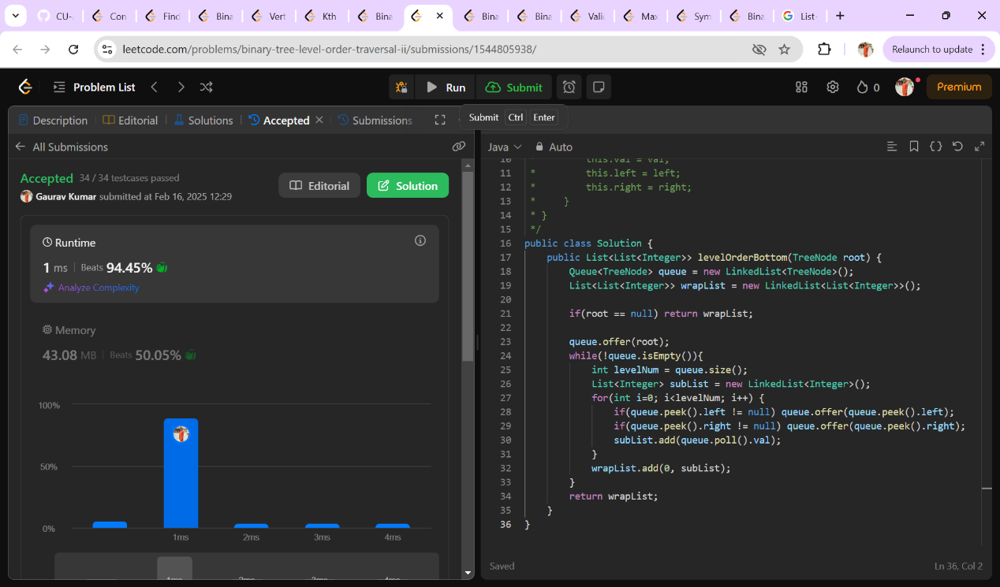 CU- Con Find Bina Vert Kth Bina Bina Bina Valid Max Sym Bina List-
leetcode.com/problems/binary-tree-level-order-traversal-ii/submissions/1544805938/
Relaunch to update
Problem List Run Submit 0 Premium
Description Editorial Solutions Accepted Submissions
Submit Ctrl Enter
All Submissions
Java Auto
Accepted 34 / 34 testcases passed
Gaurav Kumar submitted at Feb 16, 2025 12:29
Editorial Solution
Runtime
1 ms Beats 94.45%
Analyze Complexity
Memory
43.08 MB Beats 50.05%
100%
50%
0%
1ms 2ms 3ms 4ms
1ms 2ms 3ms 4ms
10 this.val = val;
11 * this.left = left;
12 * this.right = right;
13 * }
14 * }
15 */
16 public class Solution {
17 public List<List<Integer>> levelOrderBottom(TreeNode root) {
18 Queue<TreeNode> queue = new LinkedList<TreeNode>();
19 List<List<Integer>> wrapList = new LinkedList<List<Integer>>();
20
21 if(root == null) return wrapList;
22
23 queue.offer(root);
24 while(!queue.isEmpty()){
25 int levelNum = queue.size();
26 List<Integer> subList = new LinkedList<Integer>();
27 for(int i=0; i<levelNum; i++) {
28 if(queue.peek().left != null) queue.offer(queue.peek().left);
29 if(queue.peek().right != null) queue.offer(queue.peek().right);
30 subList.add(queue.poll().val);
31 }
32 wrapList.add(0, subList);
33 }
34 return wrapList;
35 }
36 }
Saved
Ln 36, Col 2